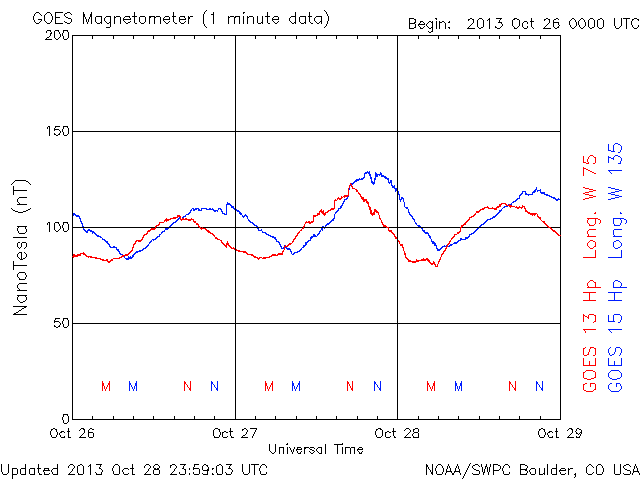 GOES Magnetometer (1 minute data)
Begin: 2013 Oct 26 0000 UTC
200
150
100
50
0
NanoTesla (nT)
M M N N M M N N M M N N
Oct 26 Oct 27 Oct 28 Oct 29
Universal Time
GOES 13 Hp Long. W 75
GOES 15 Hp Long. W 135
Updated 2013 Oct 28 23:59:03 UTC
NOAA/SWPC Boulder, CO USA